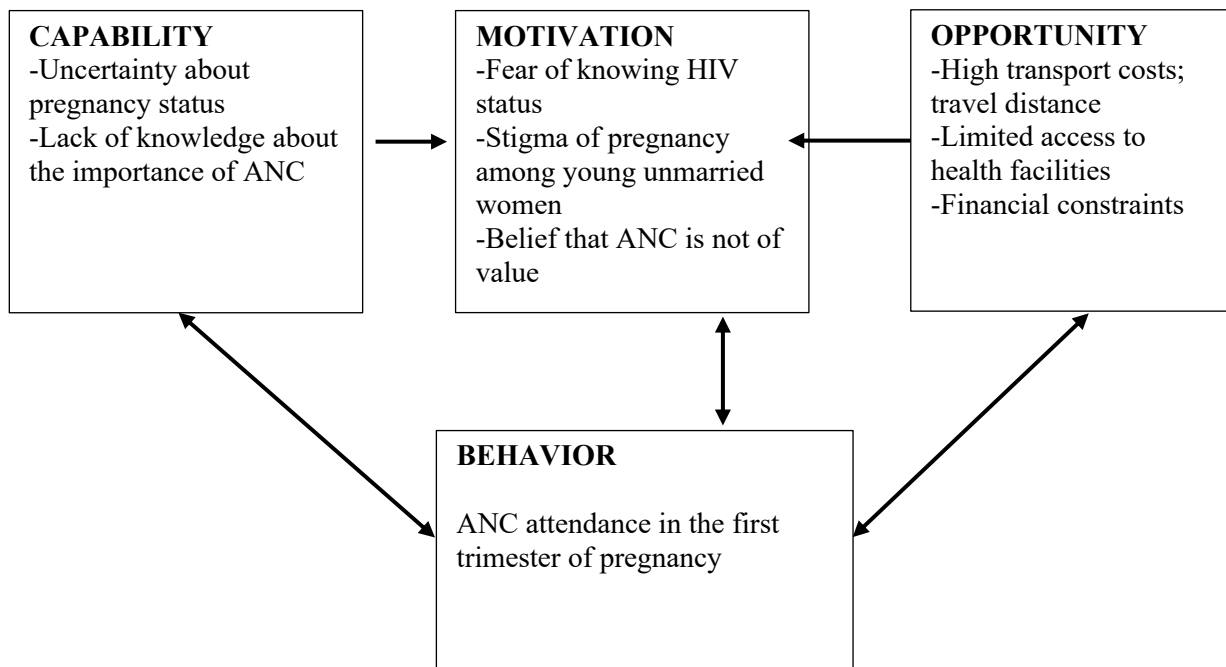 CAPABILITY
-Uncertainty about
pregnancy status
-Lack of knowledge about
the importance of ANC
MOTIVATION
-Fear of knowing HIV
status
-Stigma of pregnancy
among young unmarried
women
-Belief that ANC is not of
value
OPPORTUNITY
-High transport costs;
travel distance
-Limited access to
health facilities
-Financial constraints
BEHAVIOR
ANC attendance in the first
trimester of pregnancy